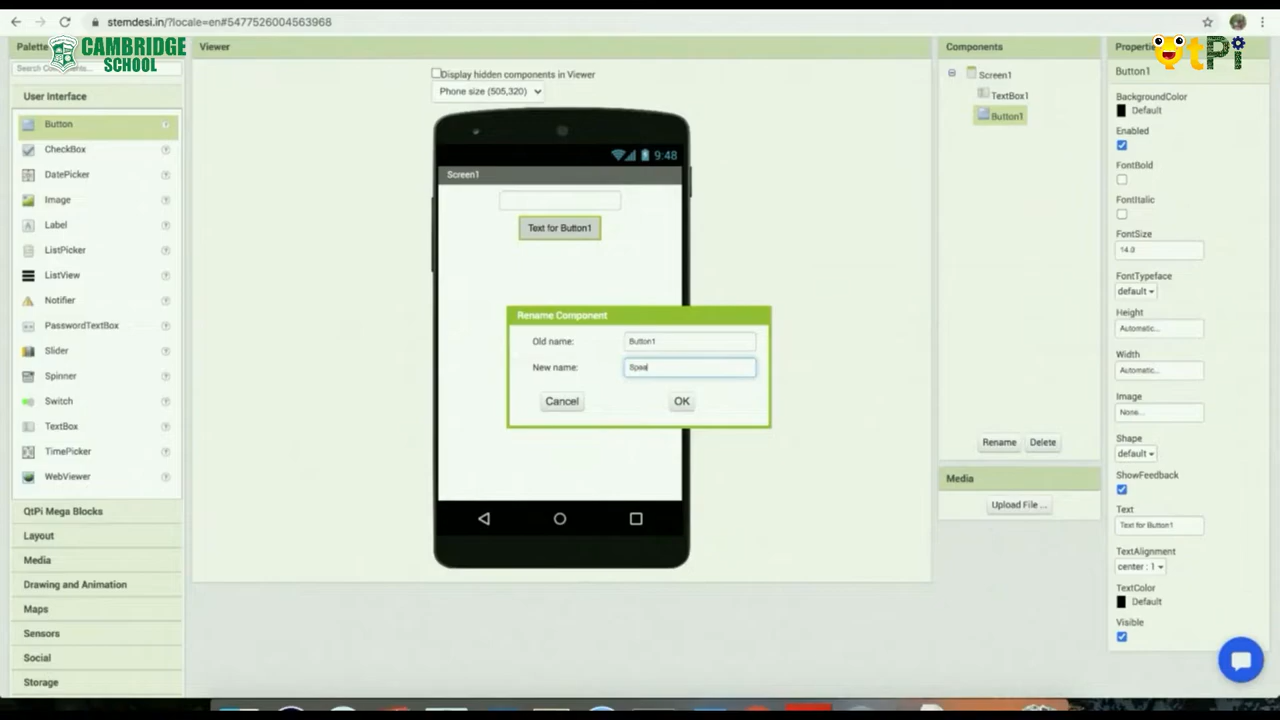 stemdesi.in/?locale=en#5477526004563968
Palette
CAMBRIDGE
SCHOOL
Viewer
Components
Properti
QtPi
Search Components...
User Interface
Button
CheckBox
DatePicker
Image
Label
ListPicker
ListView
Notifier
PasswordTextBox
Slider
Spinner
Switch
TextBox
TimePicker
WebViewer
QtPi Mega Blocks
Layout
Media
Drawing and Animation
Maps
Sensors
Social
Storage
Display hidden components in Viewer
Phone size (505,320)
9:48
Screen1
Text for Button1
Rename Component
Old name:
Button1
New name:
Spea
Cancel
OK
Screen1
TextBox1
Button1
Rename
Delete
Media
Upload File ...
Button1
BackgroundColor
Default
Enabled
FontBold
FontItalic
FontSize
14.0
FontTypeface
default
Height
Automatic...
Width
Automatic...
Image
None...
Shape
default
ShowFeedback
Text
Text for Button1
TextAlignment
center : 1
TextColor
Default
Visible